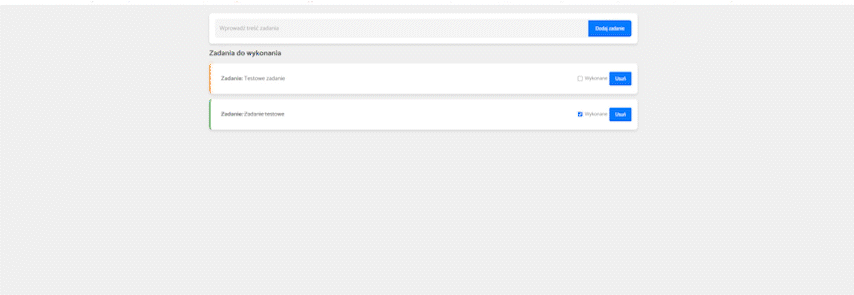 Wprowadź treść zadania
Dodaj zadanie
Zadania do wykonania
Zadanie: Testowe zadanie
Wykonane
Usuń
Zadanie: Zadanie testowe
Wykonane
Usuń